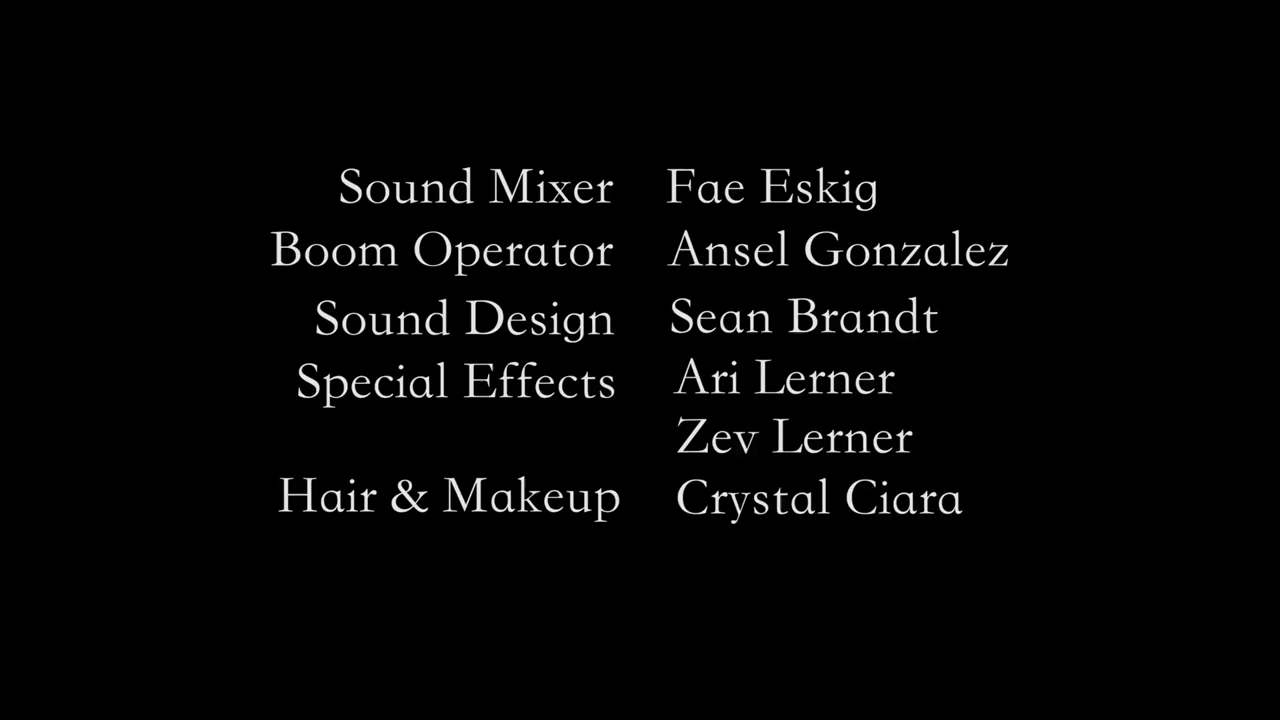 Sound Mixer Fae Eskig
Boom Operator Ansel Gonzalez
Sound Design Sean Brandt
Special Effects Ari Lerner
Zev Lerner
Hair & Makeup Crystal Ciara